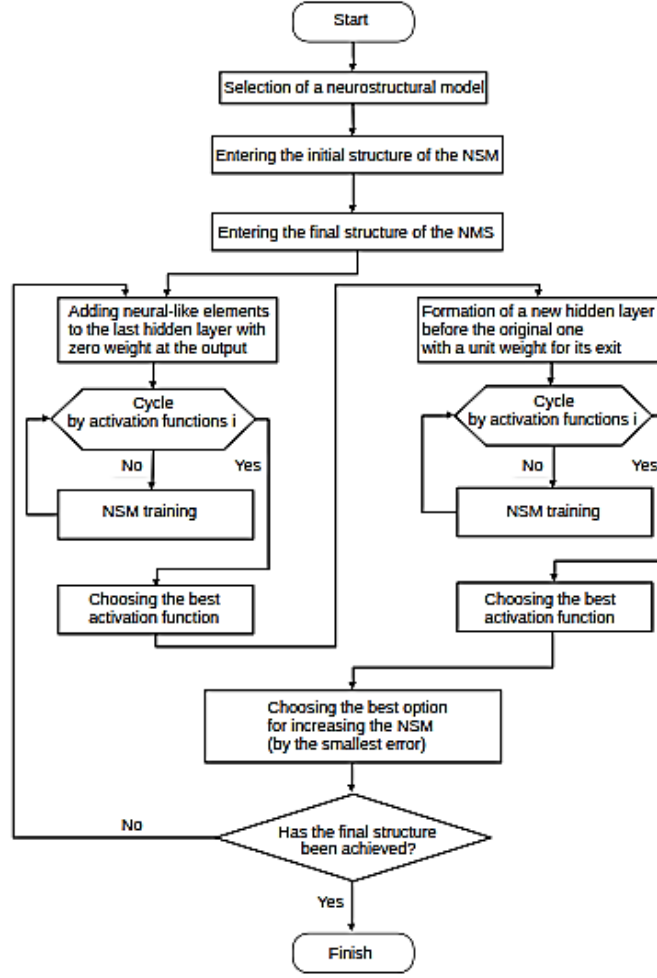 Start
Selection of a neurostructural model
Entering the initial structure of the NSM
Entering the final structure of the NMS
Adding neural-like elements
to the last hidden layer with
zero weight at the output
Cycle
by activation functions i
No
Yes
NSM training
Choosing the best
activation function
Formation of a new hidden layer
before the original one
with a unit weight for its exit
Cycle
by activation functions i
No
Yes
NSM training
Choosing the best
activation function
Choosing the best option
for increasing the NSM
(by the smallest error)
No
Has the final structure
been achieved?
Yes
Finish